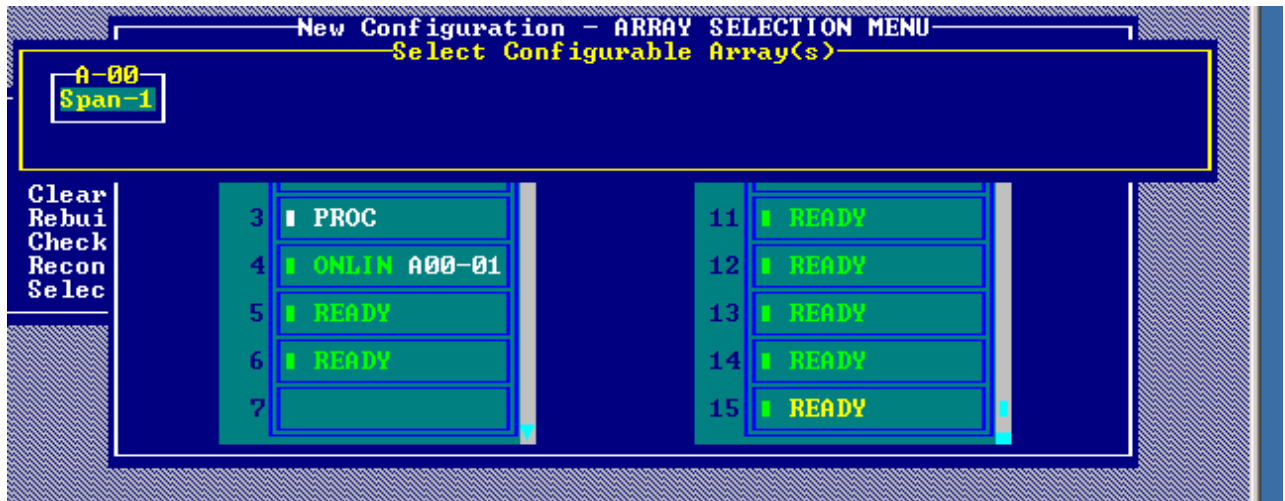 New Configuration - ARRAY SELECTION MENU
Select Configurable Array(s)
A-00
Span-1
Clear
Rebui
Check
Recon
Selec
3 PROC
4 ONLIN A00-01
5 READY
6 READY
7
11 READY
12 READY
13 READY
14 READY
15 READY